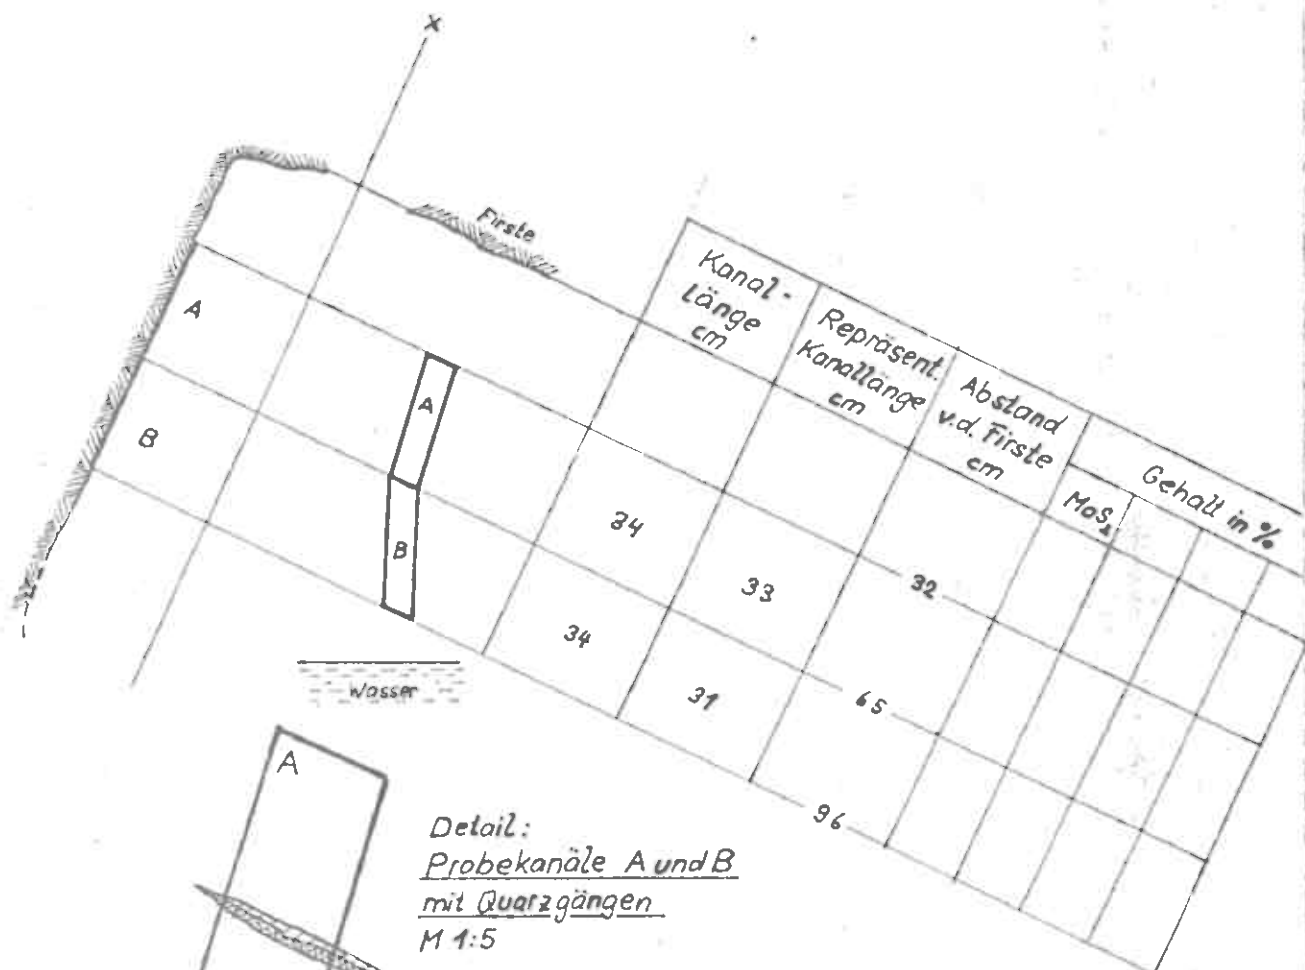 x
Firste
Kanal-
Länge
cm
Repräsent.
Kanallänge
cm
Abstand
v.d. Firste
cm
Gehalt in %
MoS₂
A
A
34
33
32
B
B
34
31
65
96
Wasser
A
Detail:
Probekanäle A und B
mit Quarzgängen
M 1:5